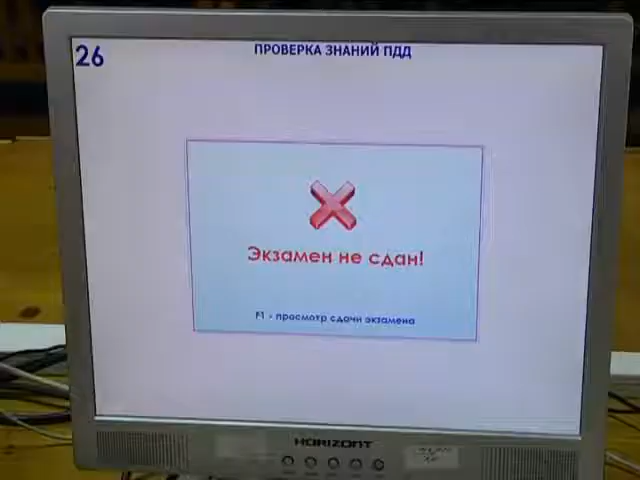 26
ПРОВЕРКА ЗНАНИЙ ПДД
Экзамен не сдан!
F1 - просмотр сдачи экзамена
HORIZONT